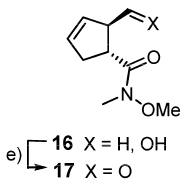 X
O
N
OMe
16 X = H, OH
e)
17 X = O